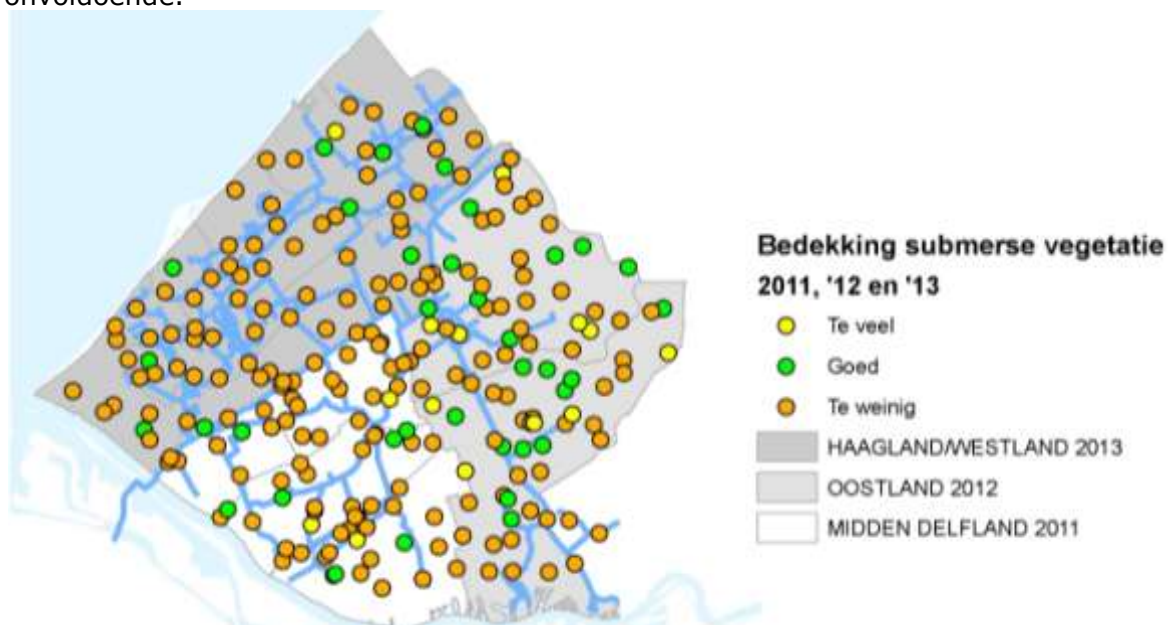 onvoldoende.
Bedekking submerse vegetatie
2011, '12 en '13
Te veel
Goed
Te weinig
HAAGLAND/WESTLAND 2013
OOSTLAND 2012
MIDDEN DELFLAND 2011